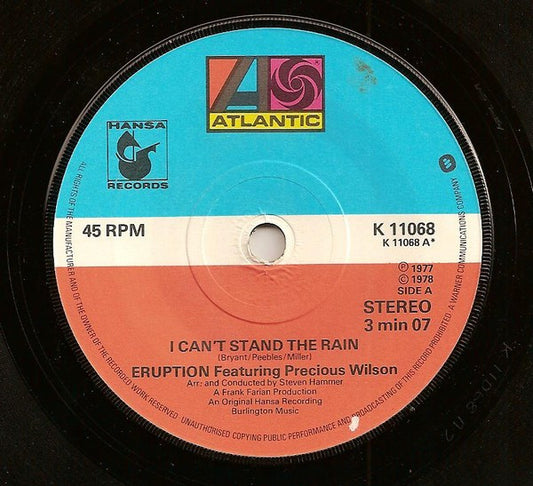 ATLANTIC
HANSA
RECORDS
45 RPM
K 11068
K 11068 A*
℗ 1977
© 1978
SIDE A
STEREO
3 min 07
I CAN'T STAND THE RAIN
(Bryant/Peebles/Miller)
ERUPTION Featuring Precious Wilson
Arr: and Conducted by Steven Hammer
A Frank Farian Production
An Original Hansa Recording
Burlington Music
ALL RIGHTS OF THE MANUFACTURER AND OF THE OWNER OF THE RECORDED WORK RESERVED. UNAUTHORISED COPYING PUBLIC PERFORMANCE AND BROADCASTING OF THIS RECORD PROHIBITED. A WARNER COMMUNICATIONS COMPANY